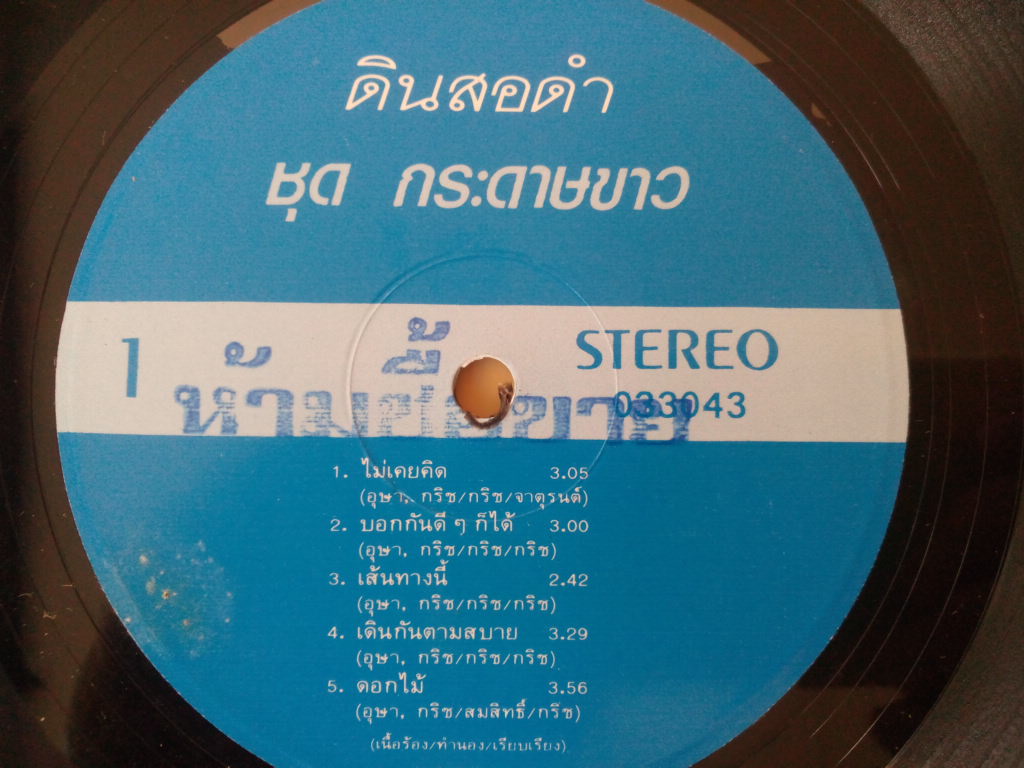 ดินสอดำ
ชุด กระดาษขาว
1
STEREO
ห้ามซื้อขาย
033043
1. ไม่เคยคิด 3.05
(อุษา, กริช/กริช/จาตุรนต์)
2. บอกกันดี ๆ ก็ได้ 3.00
(อุษา, กริช/กริช/กริช)
3. เส้นทางนี้ 2.42
(อุษา, กริช/กริช/กริช)
4. เดินกันตามสบาย 3.29
(อุษา, กริช/กริช/กริช)
5. ดอกไม้ 3.56
(อุษา, กริช/สมสิทธิ์/กริช)
(เนื้อร้อง/ทำนอง/เรียบเรียง)